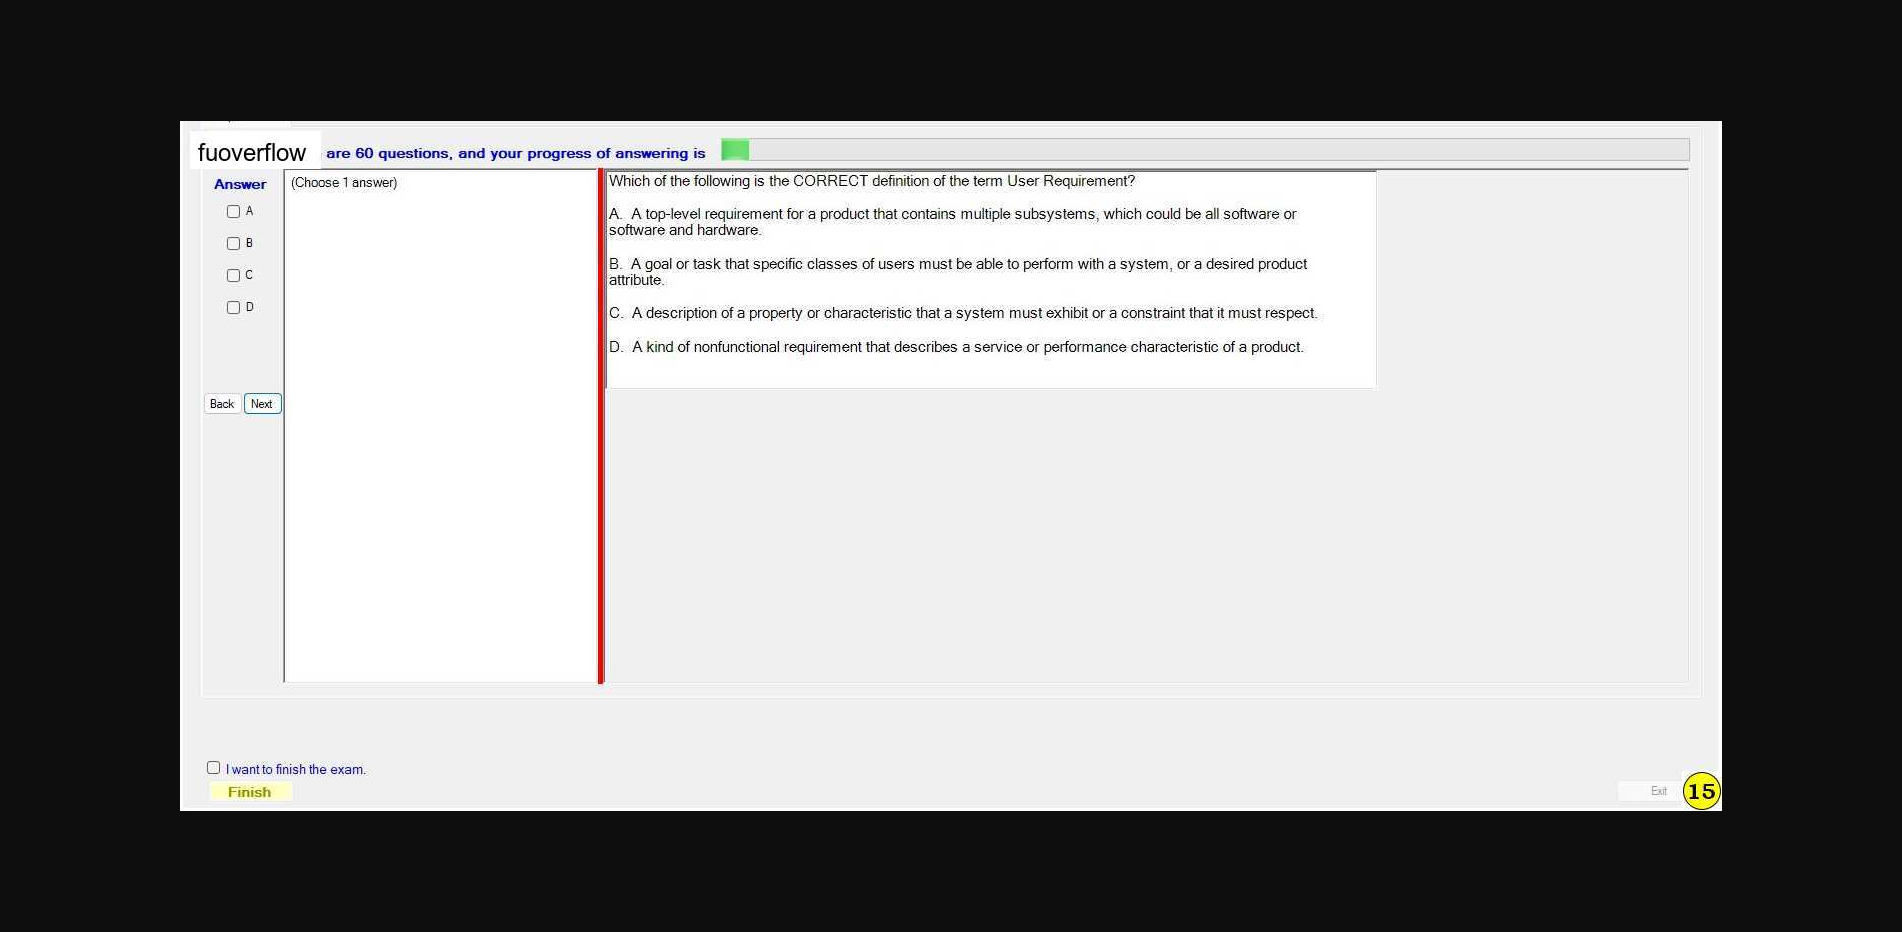 fuoverflow are 60 questions, and your progress of answering is
Answer
A
B
C
D
Back Next
(Choose 1 answer)
Which of the following is the CORRECT definition of the term User Requirement?
A. A top-level requirement for a product that contains multiple subsystems, which could be all software or
software and hardware.
B. A goal or task that specific classes of users must be able to perform with a system, or a desired product
attribute.
C. A description of a property or characteristic that a system must exhibit or a constraint that it must respect.
D. A kind of nonfunctional requirement that describes a service or performance characteristic of a product.
I want to finish the exam.
Finish
Exit
15